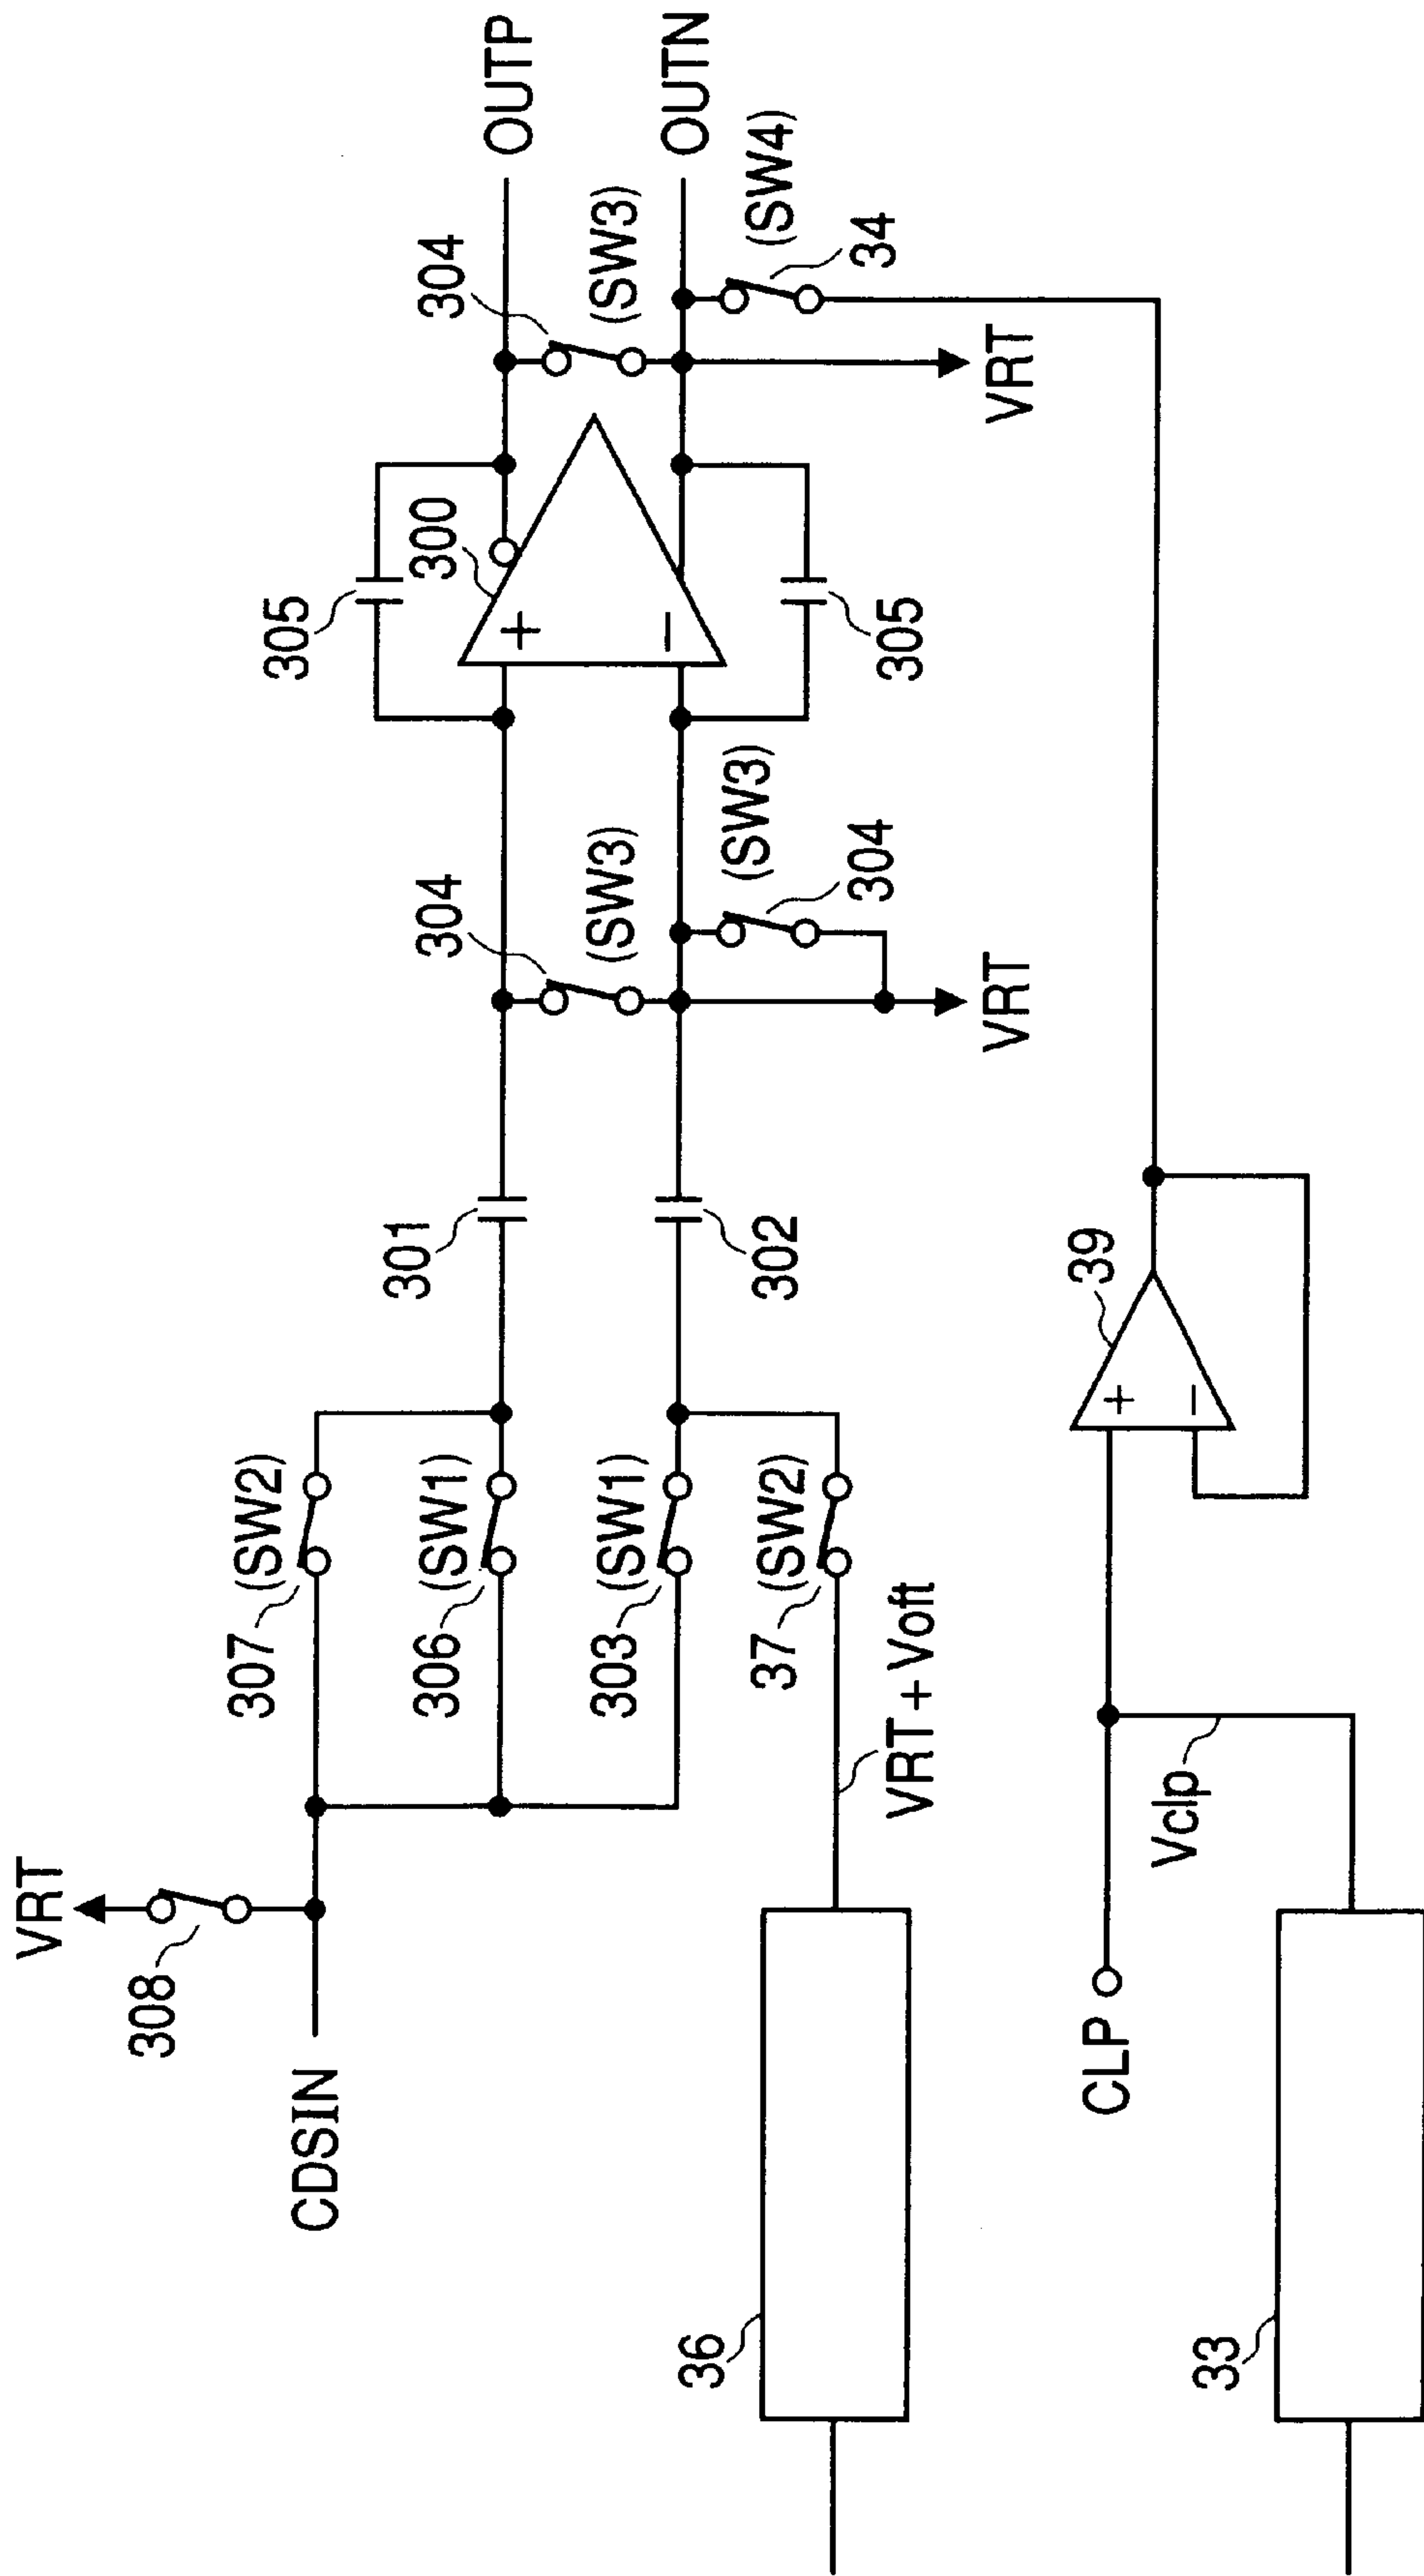 VRT
308
CDSIN
307
(SW2)
306
(SW1)
303
(SW1)
37
(SW2)
VRT + Voft
36
301
302
304
(SW3)
(SW3)
304
VRT
305
300
+
−
305
304
(SW3)
OUTP
OUTN
(SW4)
34
VRT
39
+
−
CLP
Vclp
33